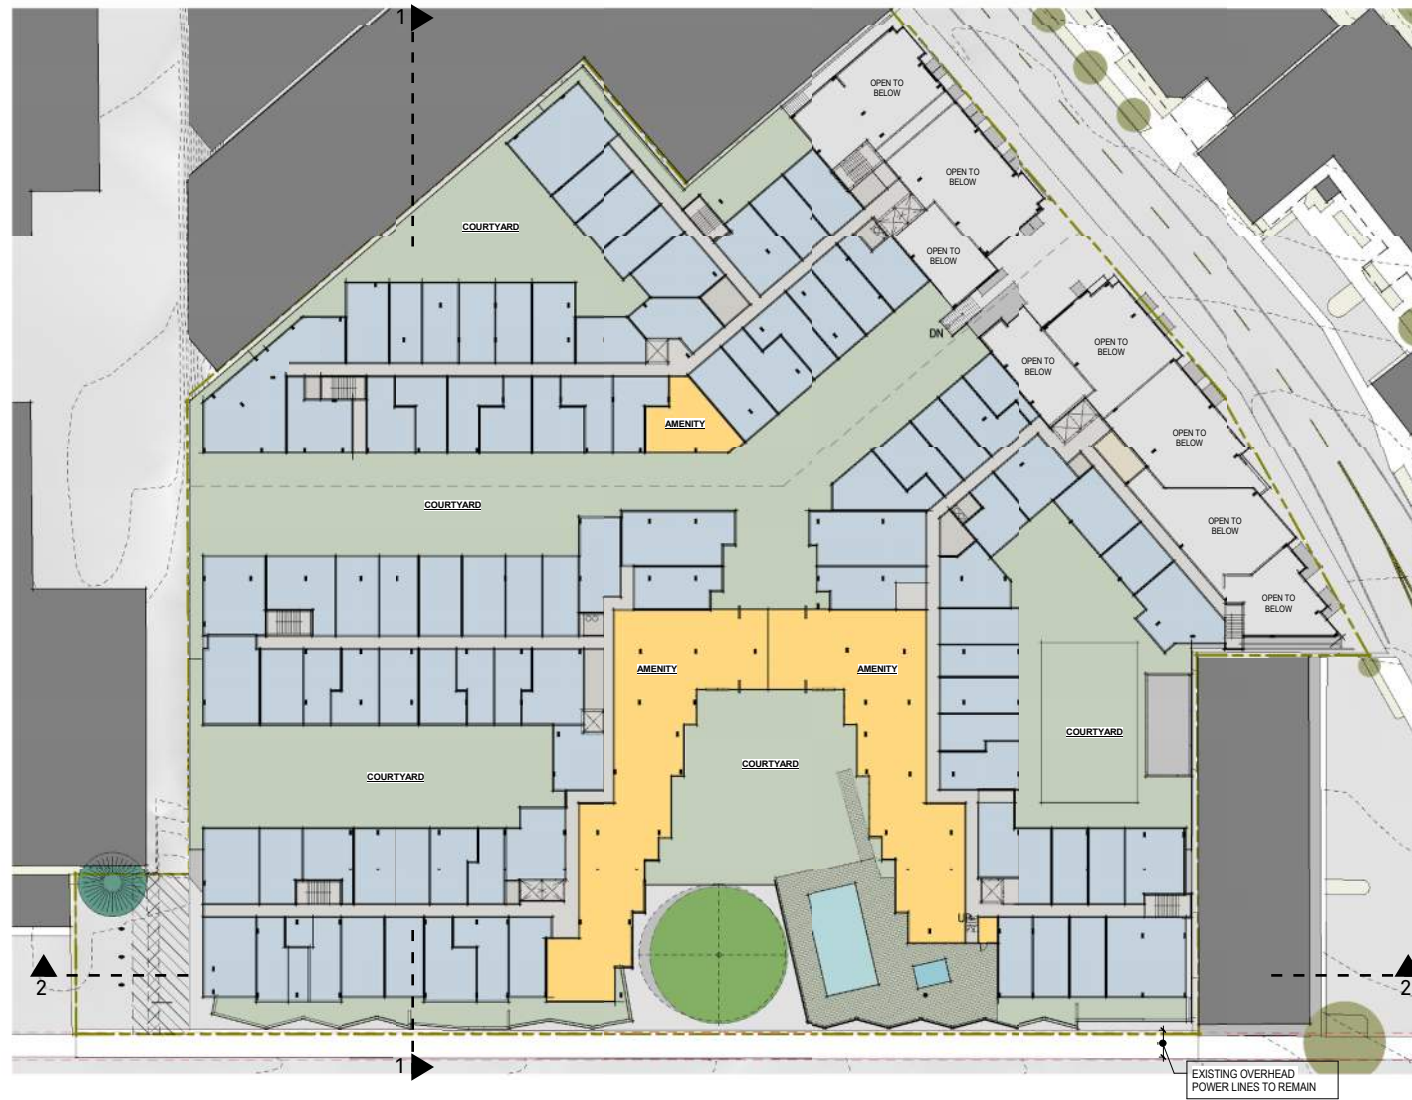 1
OPEN TO
BELOW
OPEN TO
BELOW
COURTYARD
OPEN TO
BELOW
DN
OPEN TO
BELOW
OPEN TO
BELOW
AMENITY
OPEN TO
BELOW
COURTYARD
OPEN TO
BELOW
OPEN TO
BELOW
AMENITY
AMENITY
COURTYARD
COURTYARD
COURTYARD
UP
2
2
1
EXISTING OVERHEAD
POWER LINES TO REMAIN